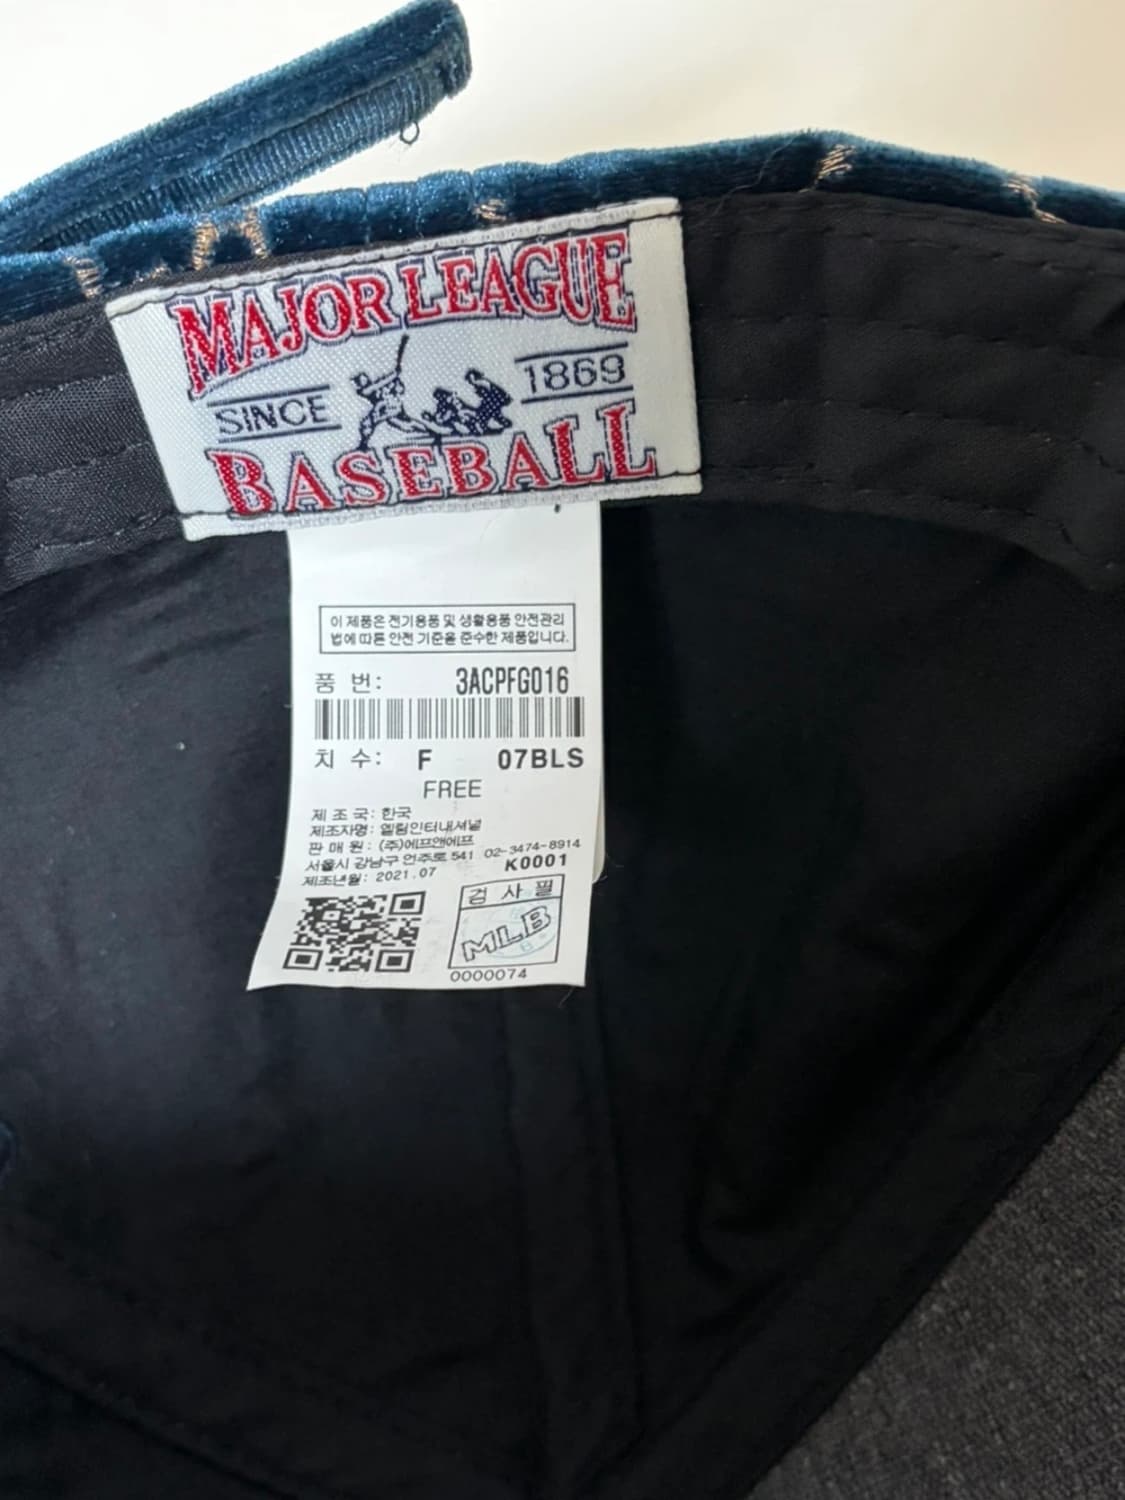 MAJOR LEAGUE
SINCE 1869
BASEBALL
이 제품은 전기용품 및 생활용품 안전관리
법에 따른 안전 기준을 준수한 제품입니다.
품 번: 3ACPFG016
치 수: F 07BLS
FREE
제 조 국: 한국
제조자명: 엘림인터내셔널
판 매 원: (주)에프앤에프
서울시 강남구 언주로 541 02-3474-8914
제조년월: 2021.07 K0001
검 사 필
MLB
0000074